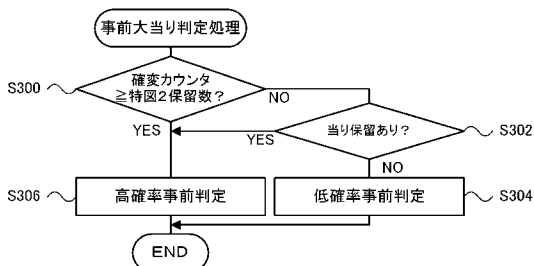 事前大当り判定処理
S300
確変カウンタ
≧特図2保留数?
NO
YES
YES
当り保留あり?
S302
NO
S306
高確率事前判定
低確率事前判定
S304
END